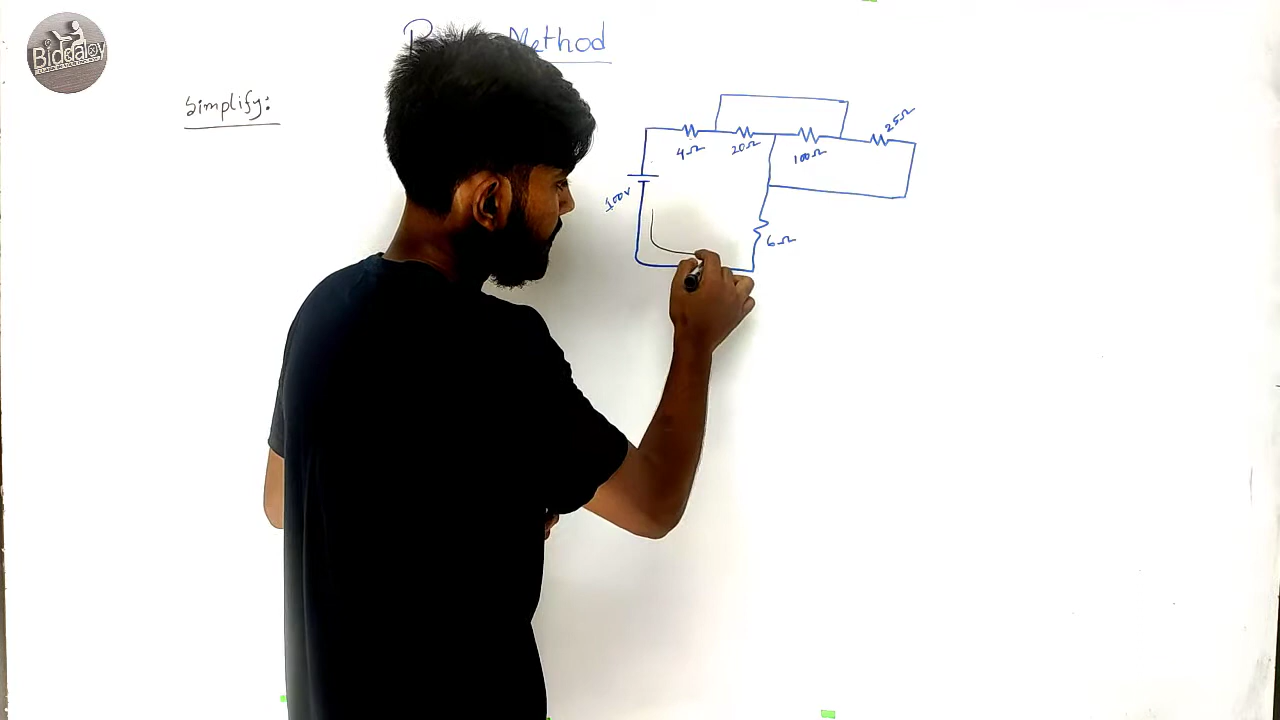 Biddaloy
Method
Simplify:
25Ω
4Ω
20Ω
100Ω
100V
6Ω